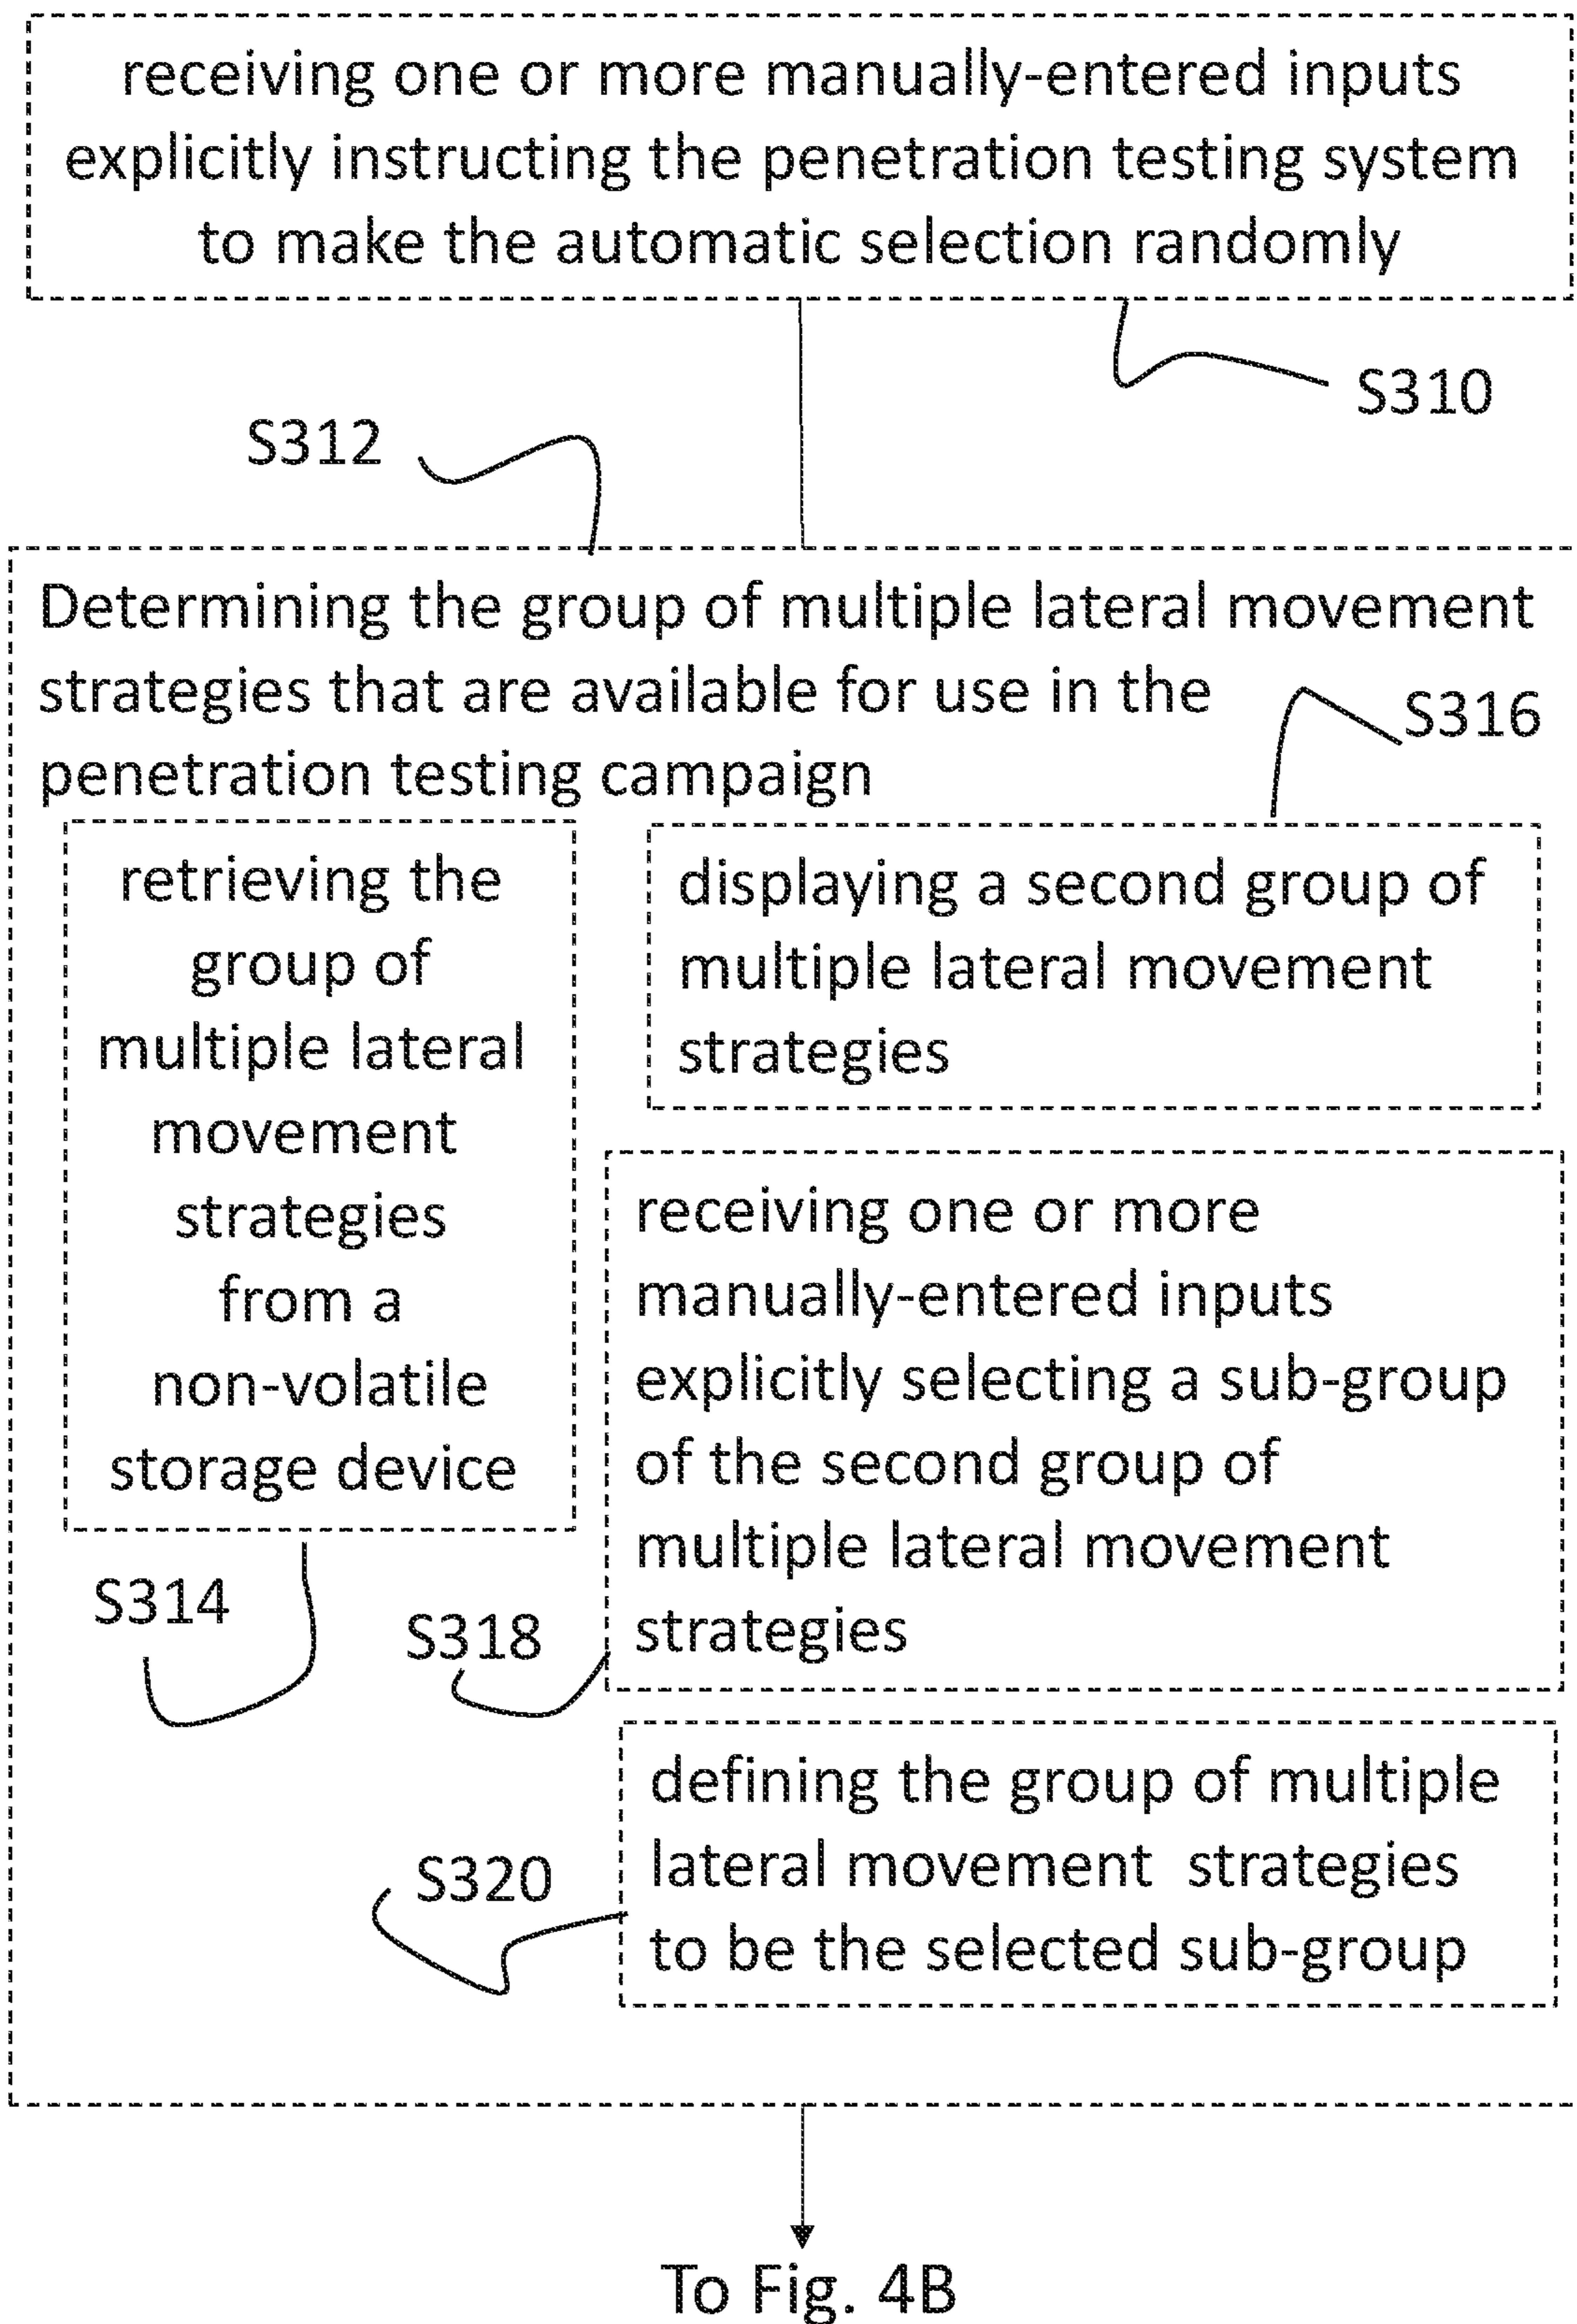 receiving one or more manually-entered inputs
explicitly instructing the penetration testing system
to make the automatic selection randomly
S310
S312
Determining the group of multiple lateral movement
strategies that are available for use in the
penetration testing campaign
S316
retrieving the
group of
multiple lateral
movement
strategies
from a
non-volatile
storage device
S314
displaying a second group of
multiple lateral movement
strategies
receiving one or more
manually-entered inputs
explicitly selecting a sub-group
of the second group of
multiple lateral movement
strategies
S318
defining the group of multiple
lateral movement strategies
to be the selected sub-group
S320
To Fig. 4B